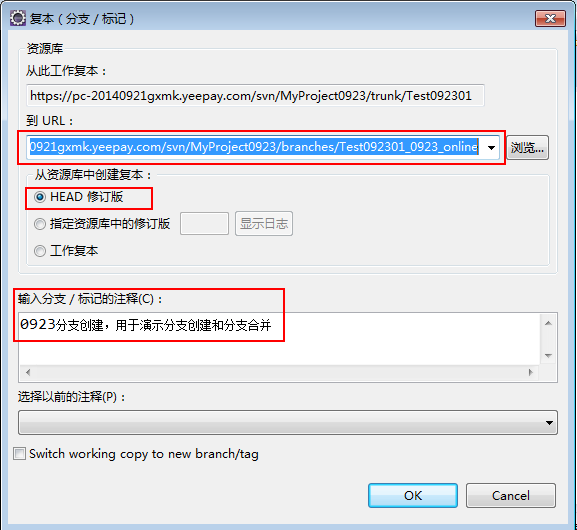 复本（分支 / 标记）
资源库
从此工作复本：
https://pc-20140921gxmk.yeepay.com/svn/MyProject0923/trunk/Test092301
到 URL：
0921gxmk.yeepay.com/svn/MyProject0923/branches/Test092301_0923_online
浏览...
从资源库中创建复本：
HEAD 修订版
指定资源库中的修订版
显示日志
工作复本
输入分支 / 标记的注释(C)：
0923分支创建，用于演示分支创建和分支合并
选择以前的注释(P)：
Switch working copy to new branch/tag
OK
Cancel